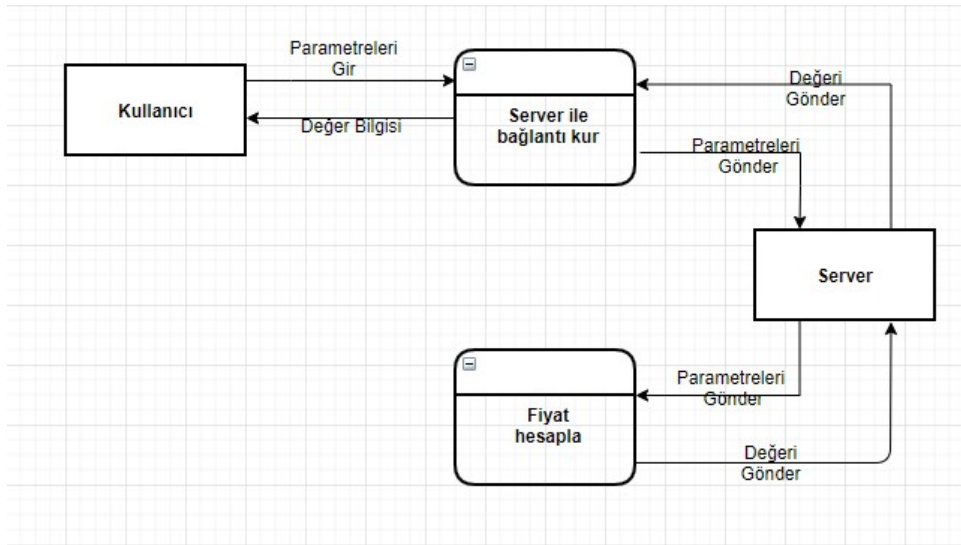 Parametreleri
Gir
Kullanıcı
Değer Bilgisi
Server ile
bağlantı kur
Değeri
Gönder
Parametreleri
Gönder
Server
Parametreleri
Gönder
Fiyat
hesapla
Değeri
Gönder